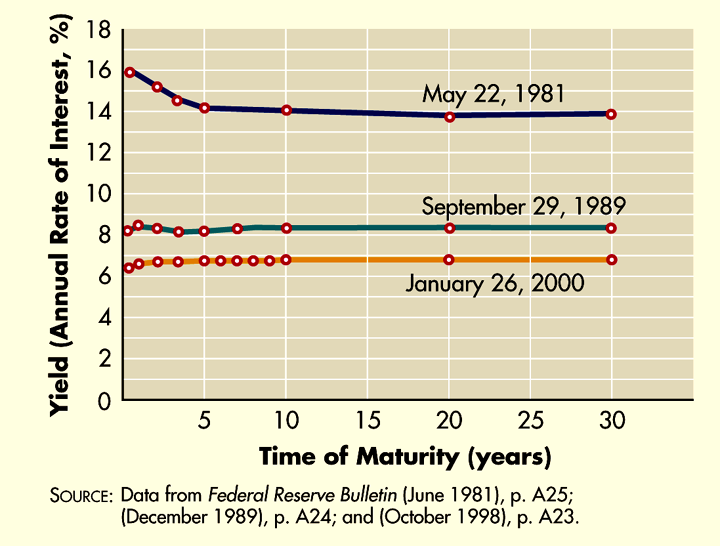 Yield (Annual Rate of Interest, %)
18
16
14
12
10
8
6
4
2
0
May 22, 1981
September 29, 1989
January 26, 2000
5 10 15 20 25 30
Time of Maturity (years)
SOURCE: Data from Federal Reserve Bulletin (June 1981), p. A25;
(December 1989), p. A24; and (October 1998), p. A23.